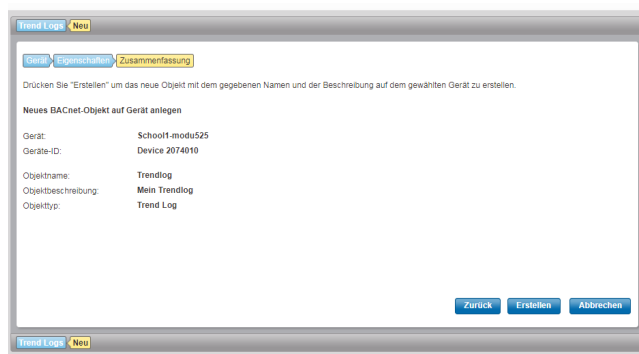 Trend Logs Neu
Gerät Eigenschaften Zusammenfassung
Drücken Sie "Erstellen" um das neue Objekt mit dem gegebenen Namen und der Beschreibung auf dem gewählten Gerät zu erstellen.
Neues BACnet-Objekt auf Gerät anlegen
Gerät: School1-modu525
Geräte-ID: Device 2074010
Objektname: Trendlog
Objektbeschreibung: Mein Trendlog
Objekttyp: Trend Log
Zurück Erstellen Abbrechen
Trend Logs Neu